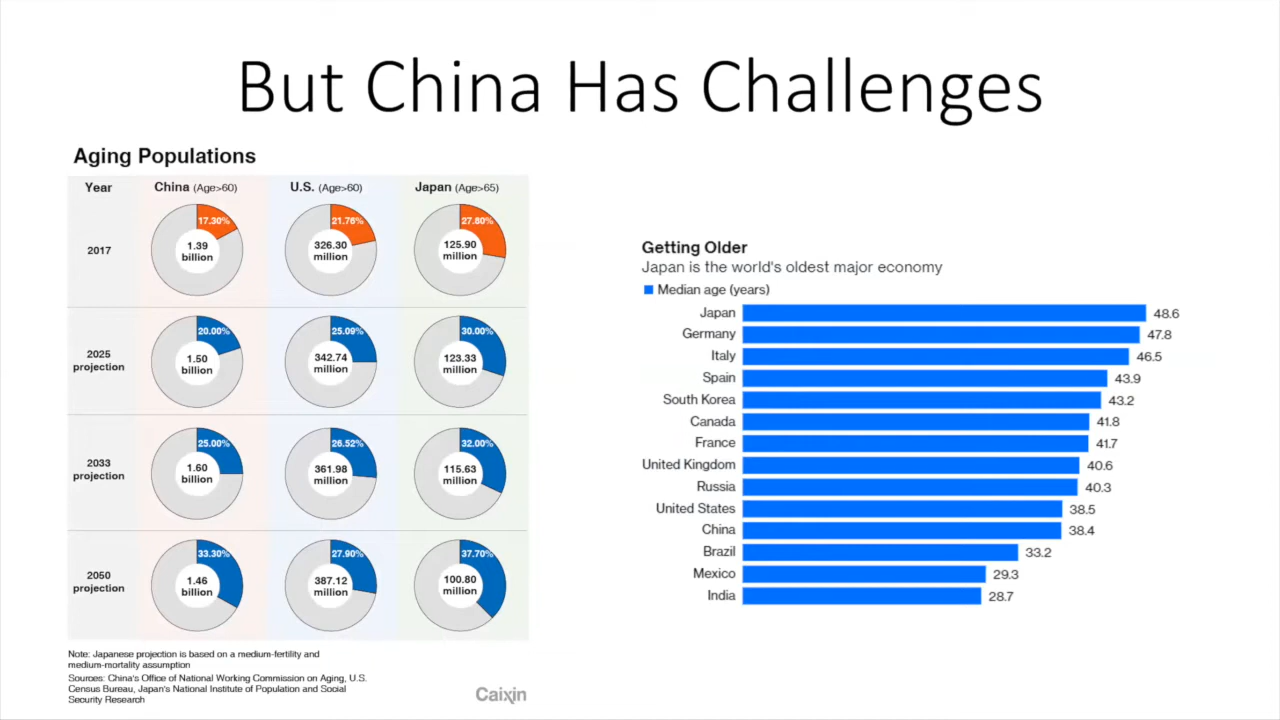 But China Has Challenges
Aging Populations
Year
China (Age>60)
U.S. (Age>60)
Japan (Age>65)
2017
17.30%
1.39
billion
21.76%
326.30
million
27.80%
125.90
million
2025
projection
20.00%
1.50
billion
25.09%
342.74
million
30.00%
123.33
million
2033
projection
25.00%
1.60
billion
26.52%
361.98
million
32.00%
115.63
million
2050
projection
33.30%
1.46
billion
27.90%
387.12
million
37.70%
100.80
million
Note: Japanese projection is based on a medium-fertility and
medium-mortality assumption
Sources: China's Office of National Working Commission on Aging, U.S.
Census Bureau, Japan's National Institute of Population and Social
Security Research
Caixin
Getting Older
Japan is the world's oldest major economy
Median age (years)
Japan 48.6
Germany 47.8
Italy 46.5
Spain 43.9
South Korea 43.2
Canada 41.8
France 41.7
United Kingdom 40.6
Russia 40.3
United States 38.5
China 38.4
Brazil 33.2
Mexico 29.3
India 28.7